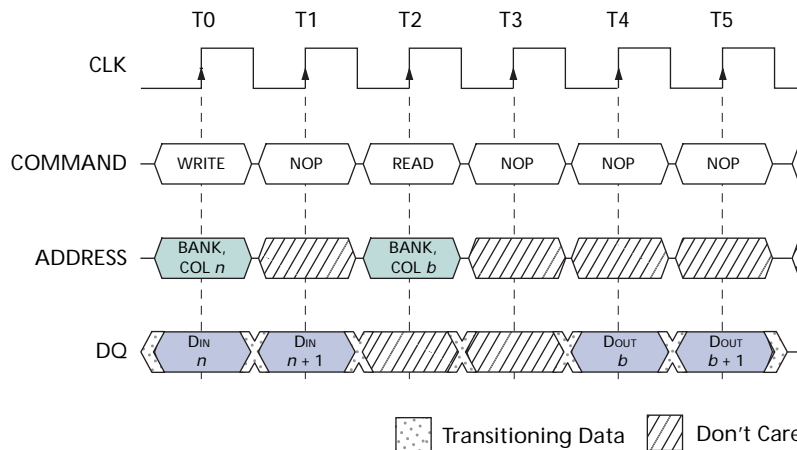 T0 T1 T2 T3 T4 T5
CLK
COMMAND WRITE NOP READ NOP NOP NOP
ADDRESS BANK, COL n BANK, COL b
DQ DIN n DIN n + 1 DOUT b DOUT b + 1
Transitioning Data Don't Care